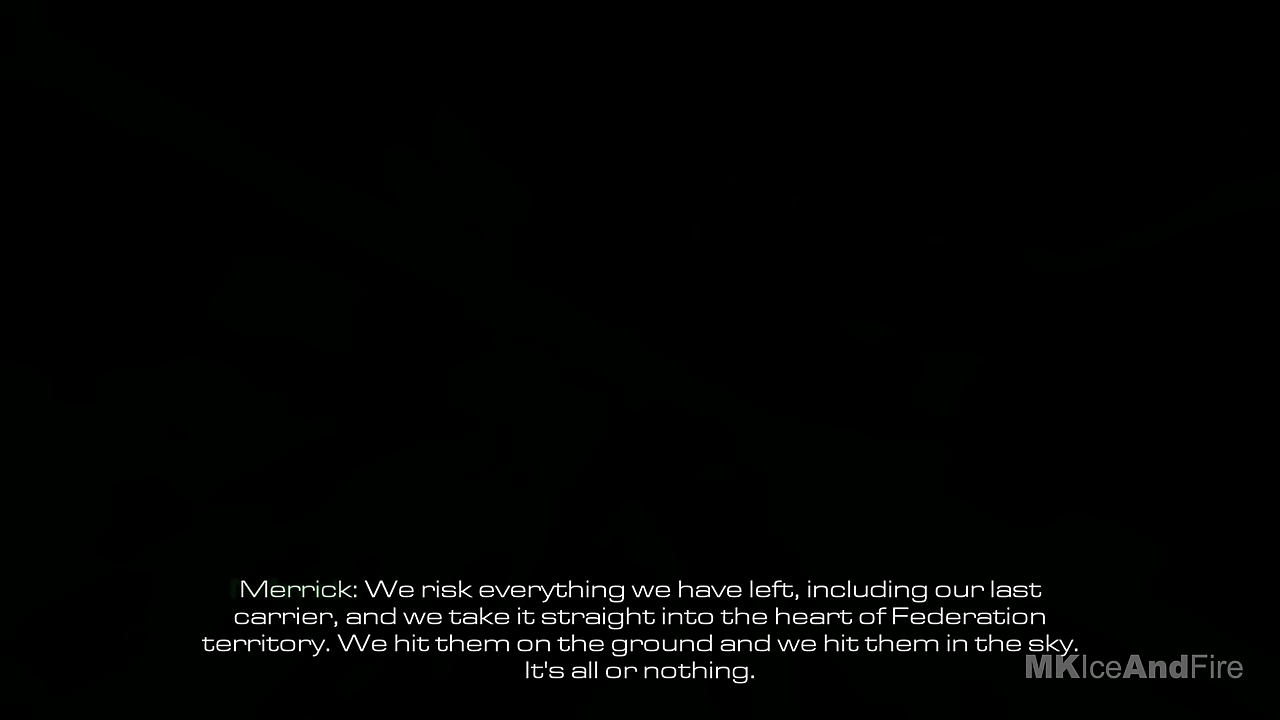 Merrick: We risk everything we have left, including our last
carrier, and we take it straight into the heart of Federation
territory. We hit them on the ground and we hit them in the sky.
It's all or nothing.
MKIceAndFire